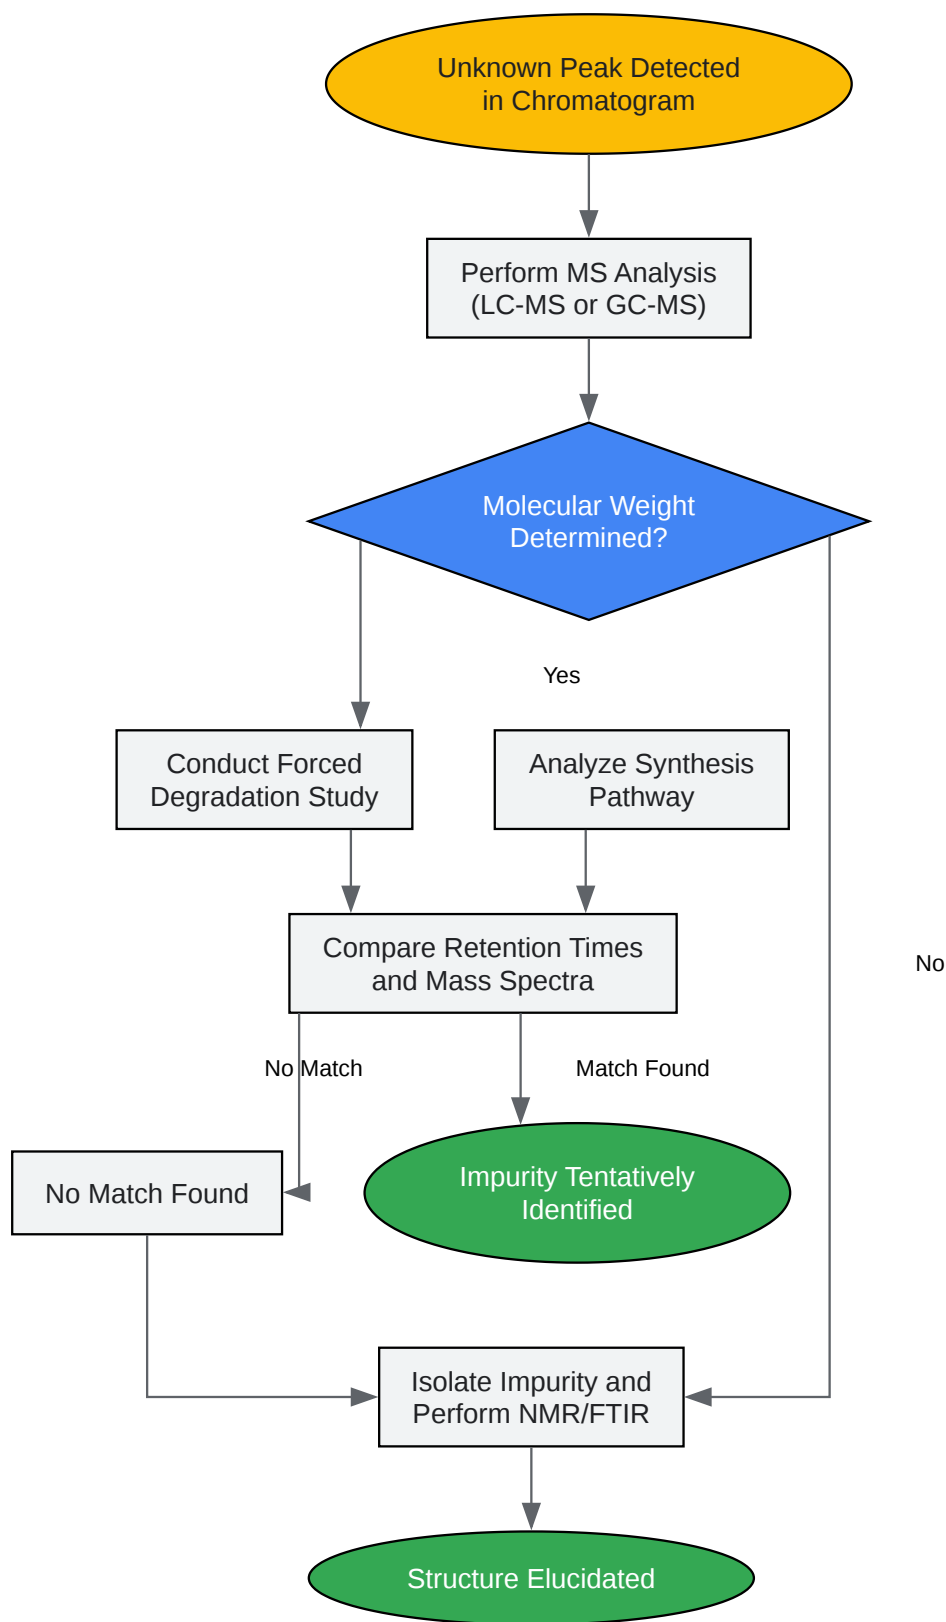 Unknown Peak Detected
in Chromatogram
Perform MS Analysis
(LC-MS or GC-MS)
Molecular Weight
Determined?
Yes
Conduct Forced
Degradation Study
Analyze Synthesis
Pathway
Compare Retention Times
and Mass Spectra
No
No Match
Match Found
No Match Found
Impurity Tentatively
Identified
Isolate Impurity and
Perform NMR/FTIR
Structure Elucidated